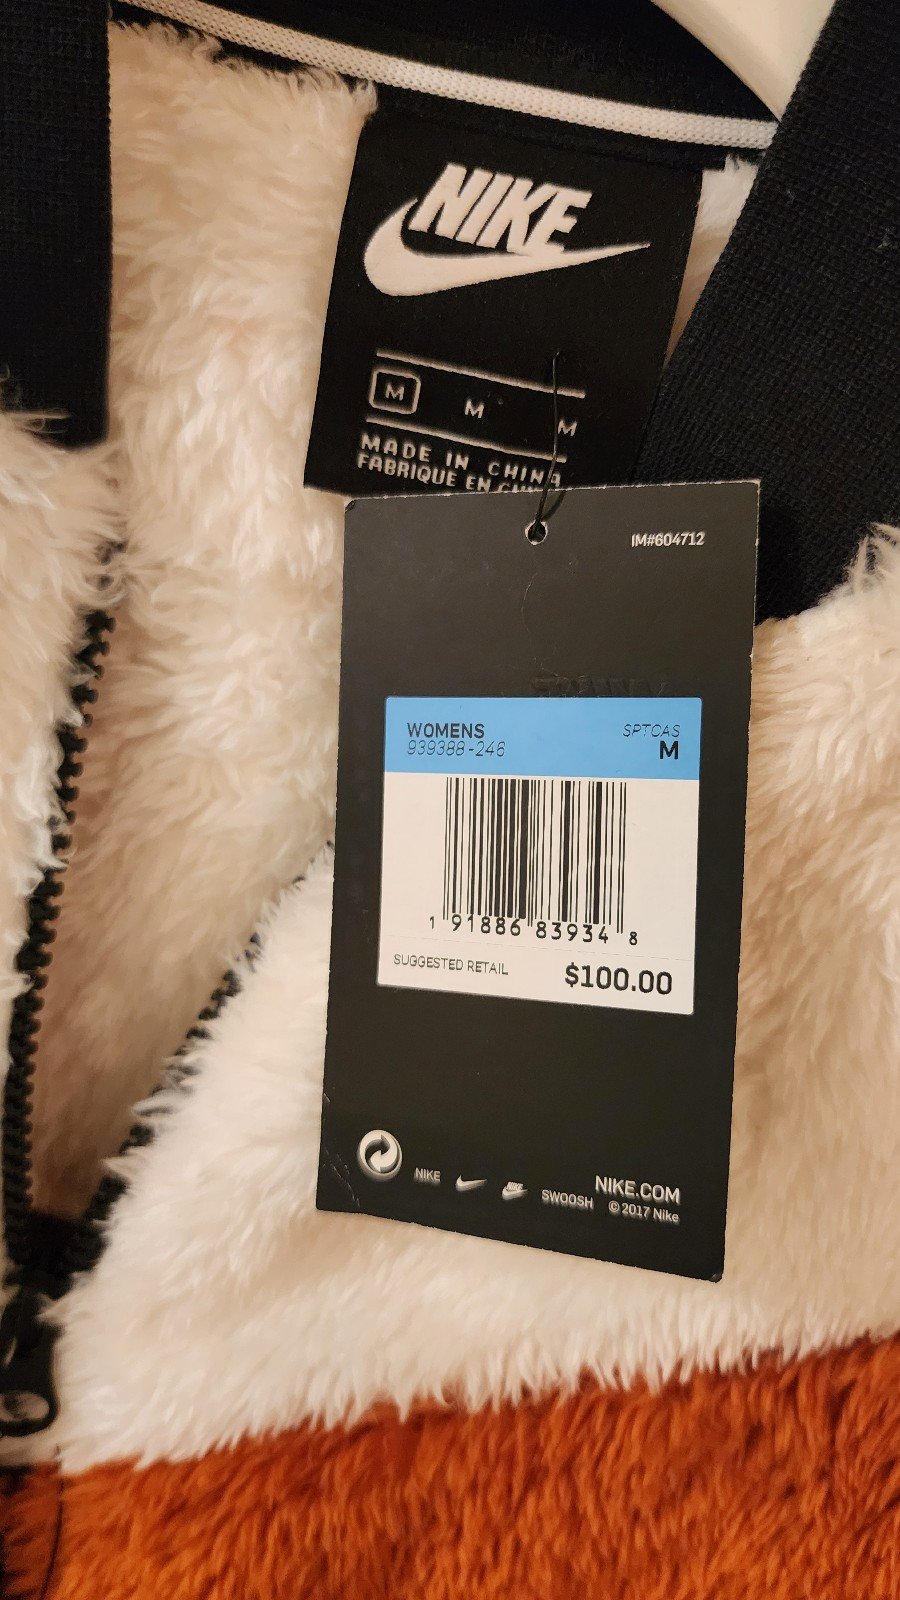 NIKE
M M M
MADE IN CHINA
FABRIQUE EN
IM#604712
WOMENS SPTCAS
939388-246 M
1 91886 83934 8
SUGGESTED RETAIL $100.00
NIKE SWOOSH NIKE.COM
© 2017 Nike